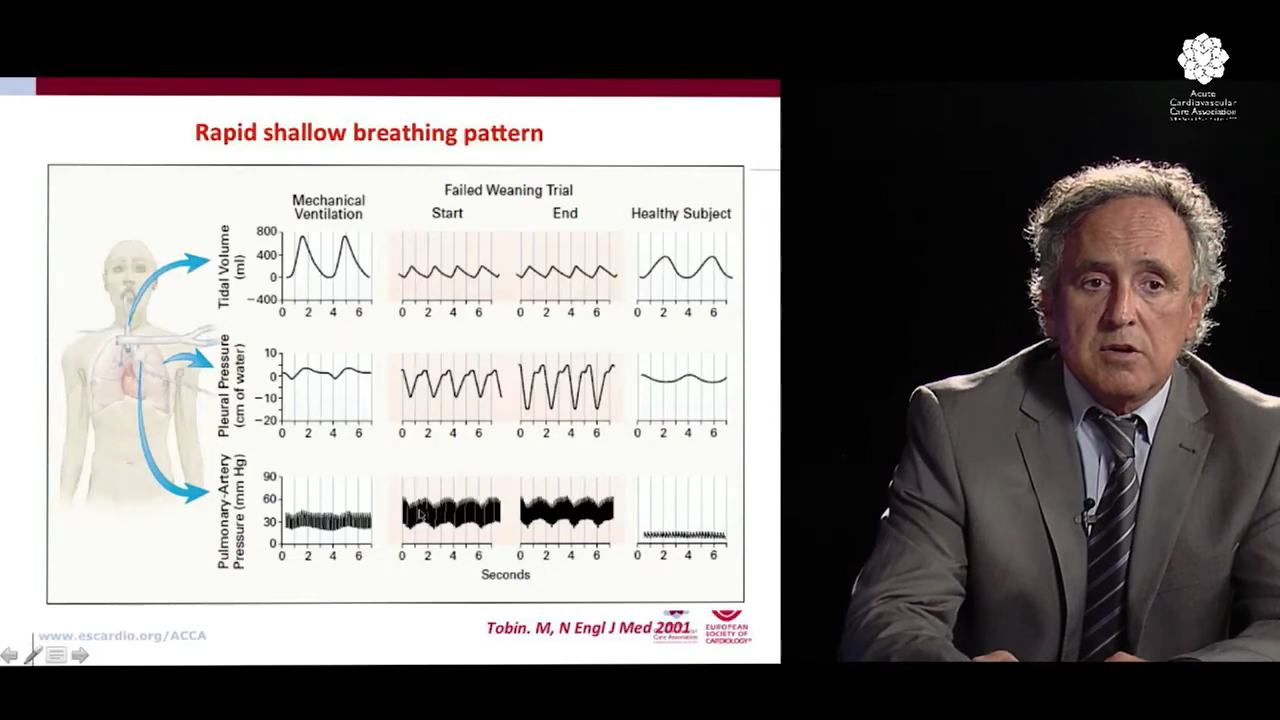 Rapid shallow breathing pattern
Failed Weaning Trial
Mechanical
Ventilation
Start
End
Healthy Subject
Tidal Volume
(ml)
800
400
0
−400
0 2 4 6
0 2 4 6
0 2 4 6
0 2 4 6
Pleural Pressure
(cm of water)
10
0
−10
−20
0 2 4 6
0 2 4 6
0 2 4 6
0 2 4 6
Pulmonary-Artery
Pressure (mm Hg)
90
60
30
0
0 2 4 6
0 2 4 6
0 2 4 6
0 2 4 6
Seconds
Tobin. M, N Engl J Med 2001
www.escardio.org/ACCA
Care Association
EUROPEAN
SOCIETY OF
CARDIOLOGY®
Acute
Cardiovascular
Care Association